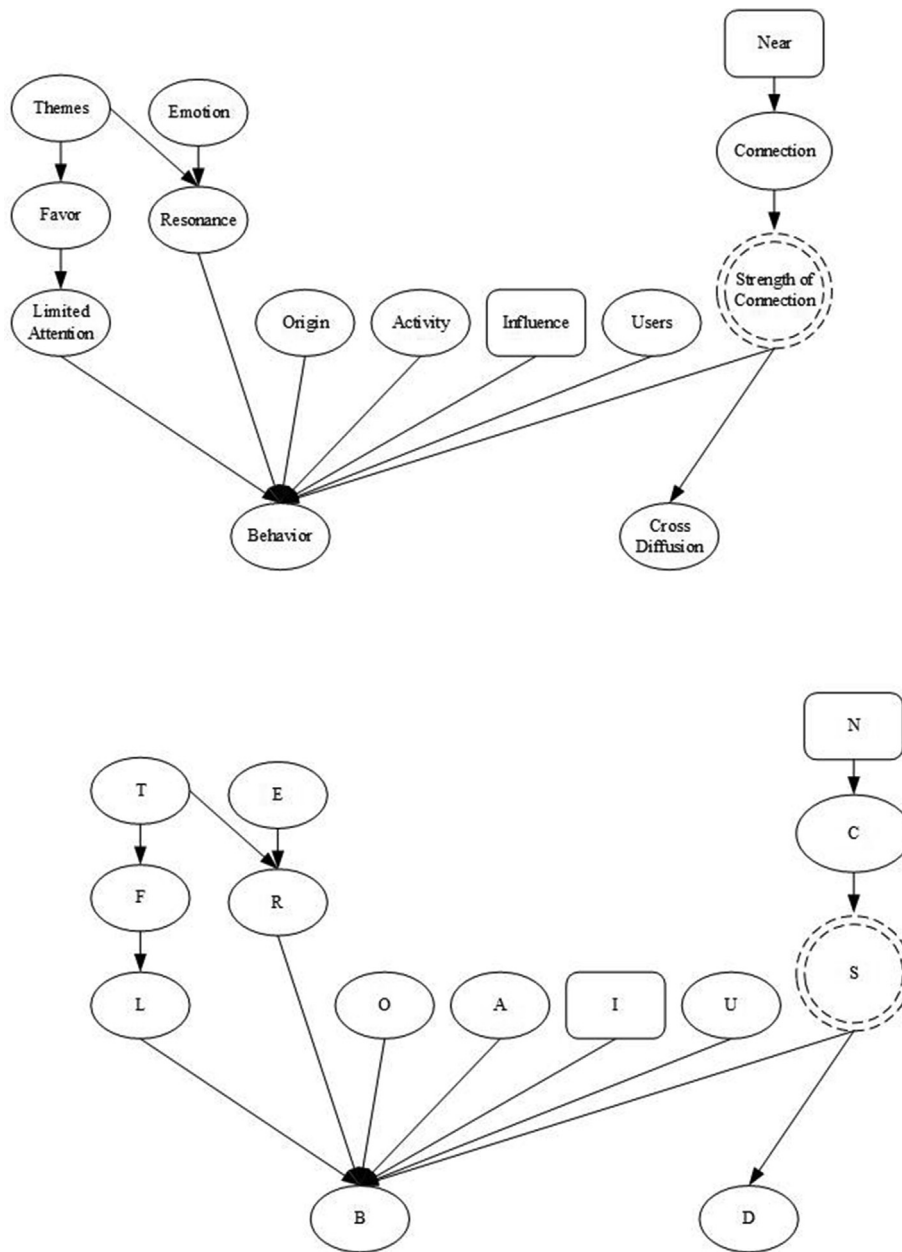 Near
Themes
Emotion
Connection
Favor
Resonance
Strength of
Connection
Limited
Attention
Origin
Activity
Influence
Users
Behavior
Cross
Diffusion
N
T
E
C
F
R
S
L
O
A
I
U
B
D